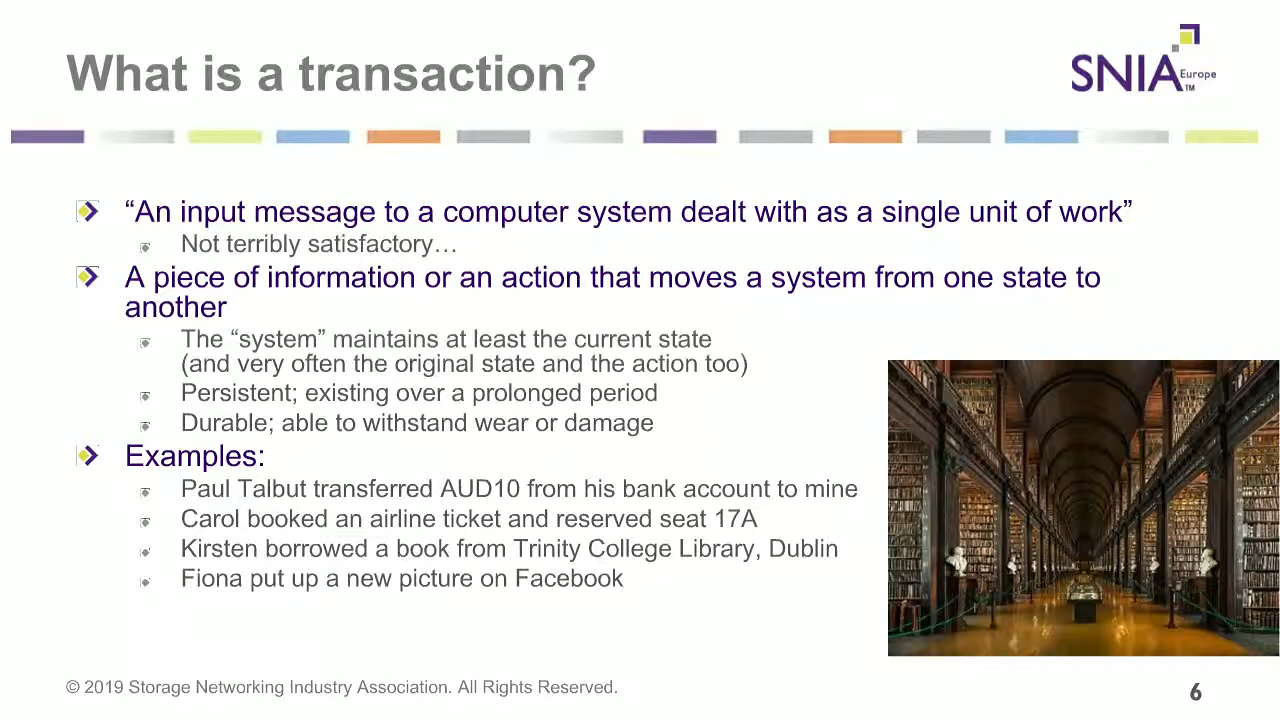 What is a transaction?
SNIA Europe
TM
“An input message to a computer system dealt with as a single unit of work”
Not terribly satisfactory…
A piece of information or an action that moves a system from one state to
another
The “system” maintains at least the current state
(and very often the original state and the action too)
Persistent; existing over a prolonged period
Durable; able to withstand wear or damage
Examples:
Paul Talbut transferred AUD10 from his bank account to mine
Carol booked an airline ticket and reserved seat 17A
Kirsten borrowed a book from Trinity College Library, Dublin
Fiona put up a new picture on Facebook
© 2019 Storage Networking Industry Association. All Rights Reserved.
6